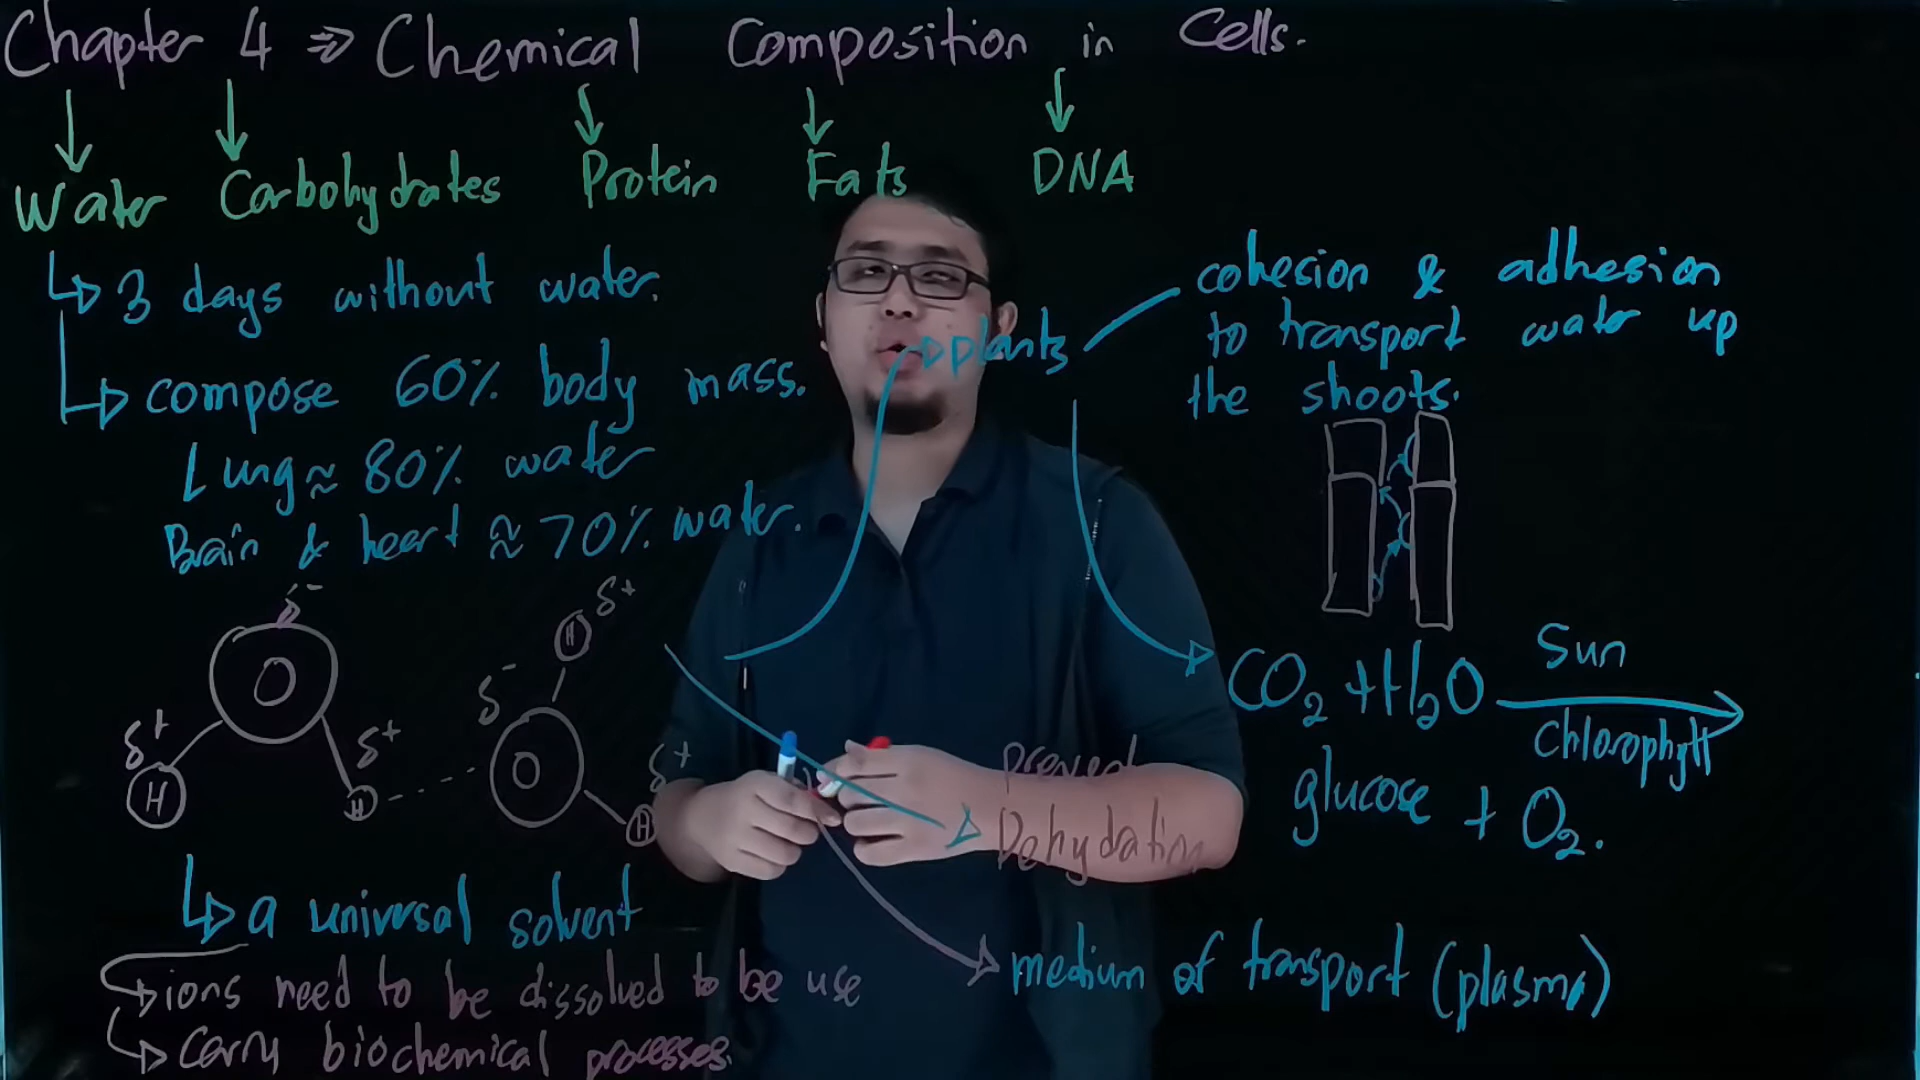 Chapter 4 ⇒ Chemical Composition in Cells.
Water Carbohydrates Protein Fats DNA
↳ 3 days without water.
↳ compose 60% body mass.
Lung ≈ 80% water
Brain & heart ≈ 70% water.
δ- δ+
O H
δ+ δ+ δ- δ+
H H O H
↳ a universal solvent
→ ions need to be dissolved to be use
→ carry biochemical processes.
→ plants
cohesion & adhesion
to transport water up
the shoots.
CO2 + H2O Sun
Chlorophyll
glucose + O2.
prevent
Dehydation
→ medium of transport (plasma)